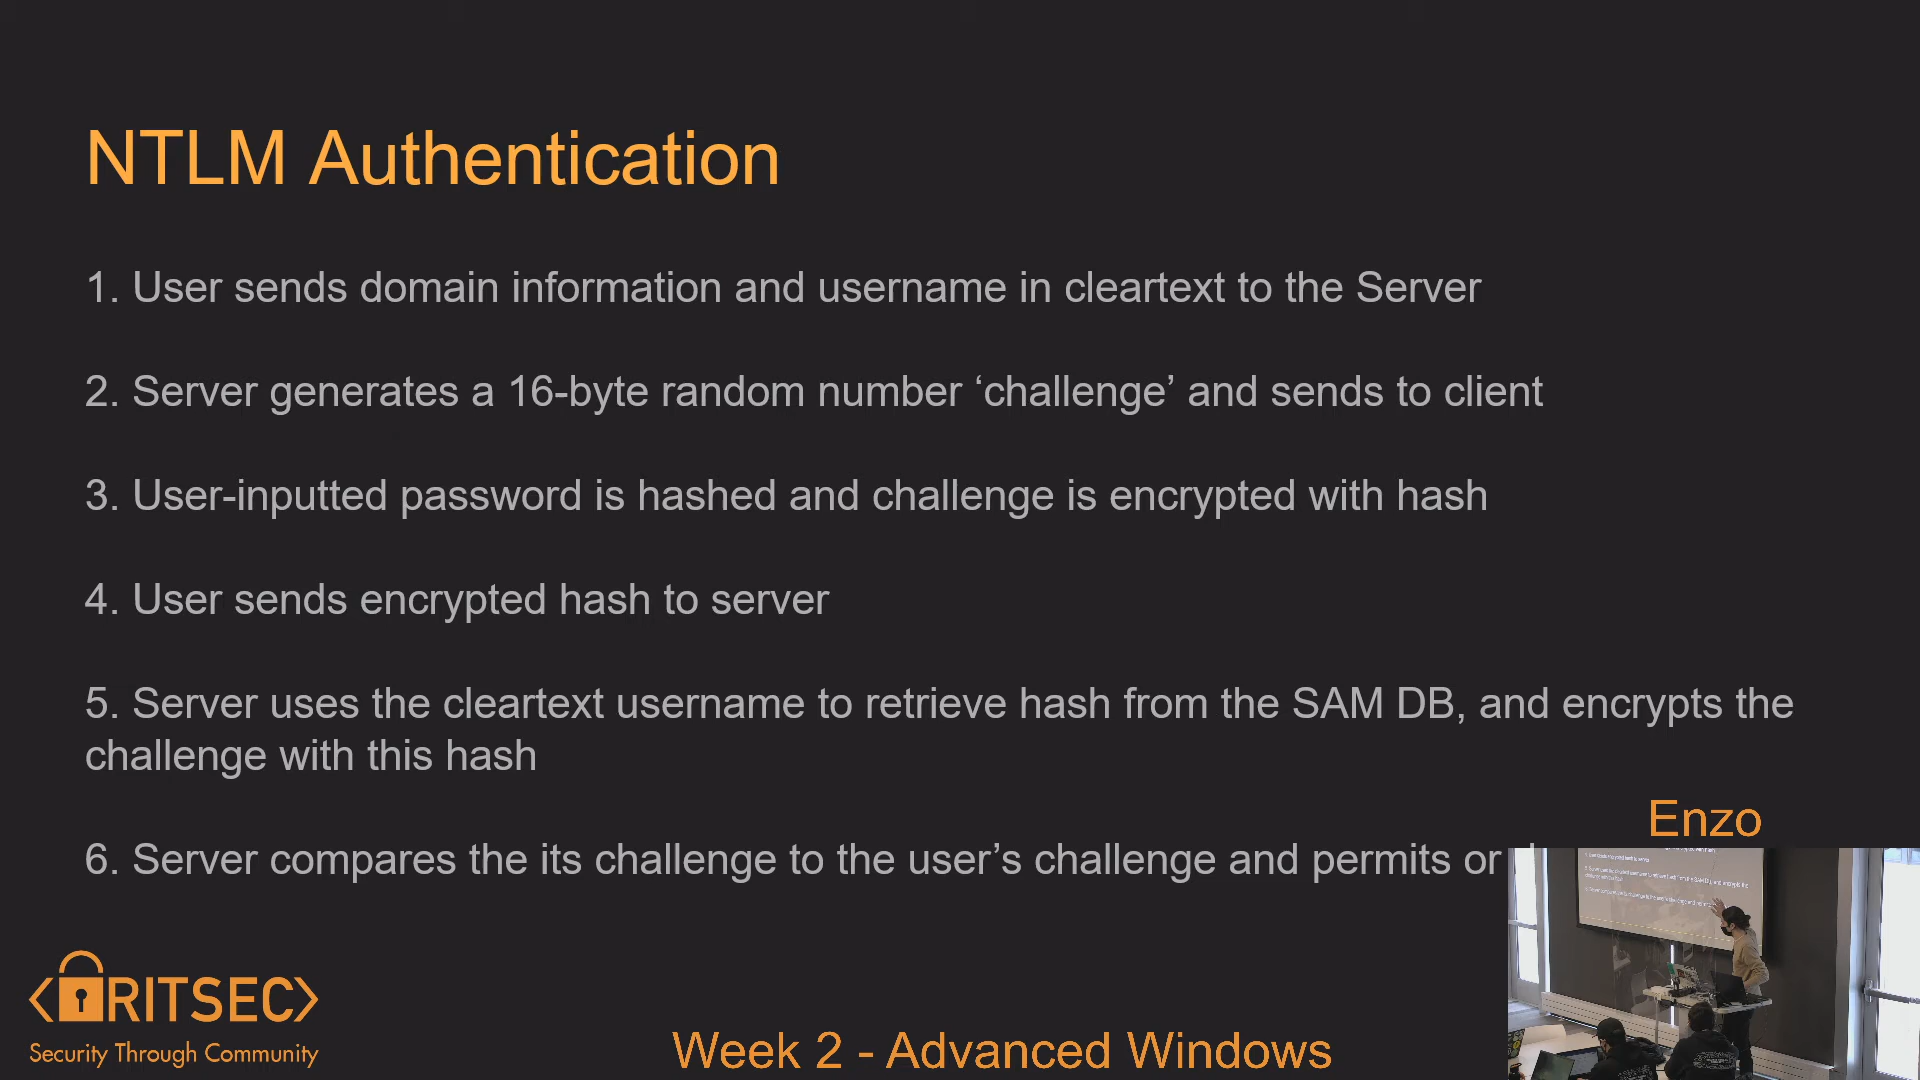 NTLM Authentication
1. User sends domain information and username in cleartext to the Server
2. Server generates a 16-byte random number ‘challenge’ and sends to client
3. User-inputted password is hashed and challenge is encrypted with hash
4. User sends encrypted hash to server
5. Server uses the cleartext username to retrieve hash from the SAM DB, and encrypts the
challenge with this hash
6. Server compares the its challenge to the user’s challenge and permits or
Enzo
RITSEC
Security Through Community
Week 2 - Advanced Windows